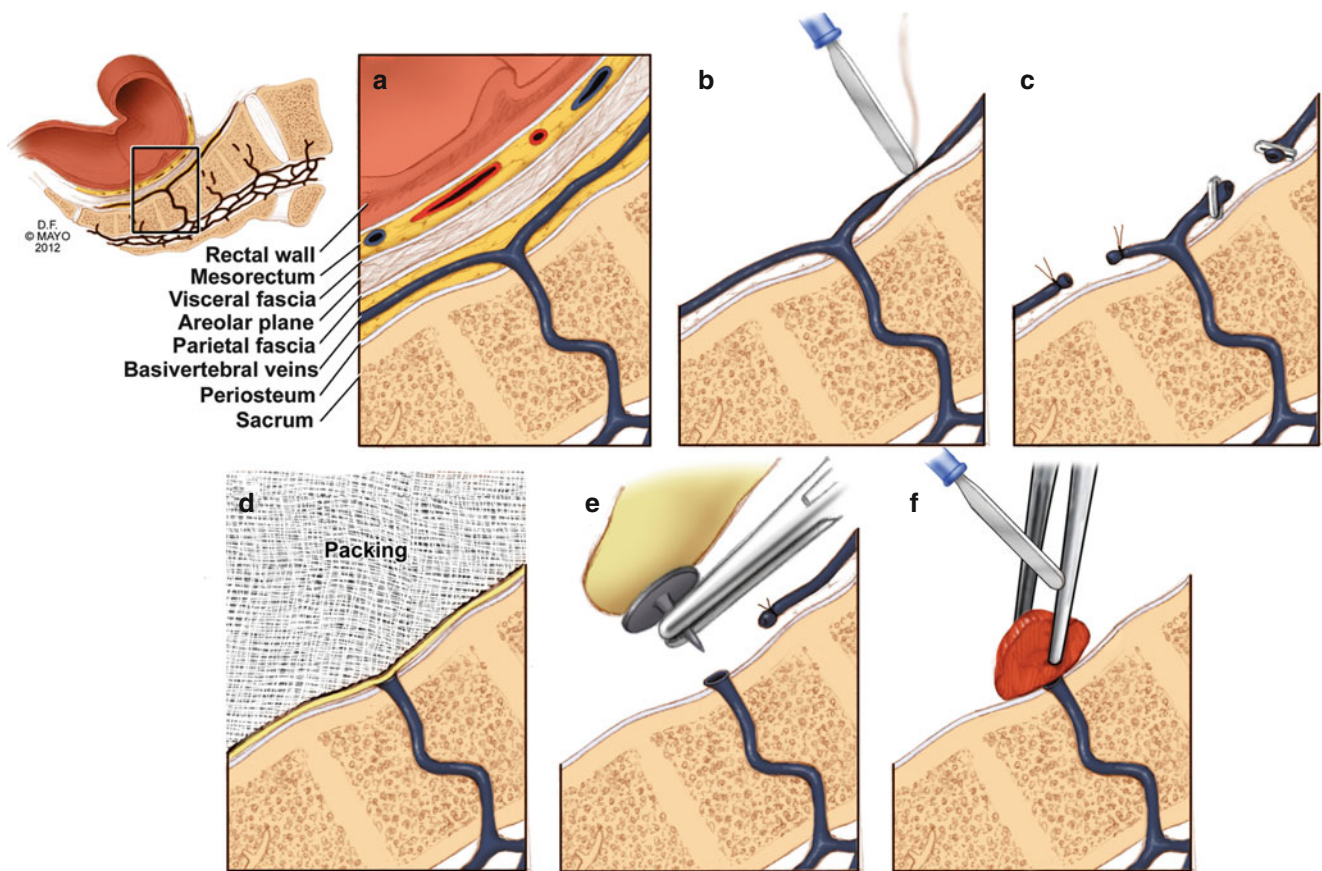 a
b
c
D.F.
© MAYO
2012
Rectal wall
Mesorectum
Visceral fascia
Areolar plane
Parietal fascia
Basivertebral veins
Periosteum
Sacrum
d
Packing
e
f